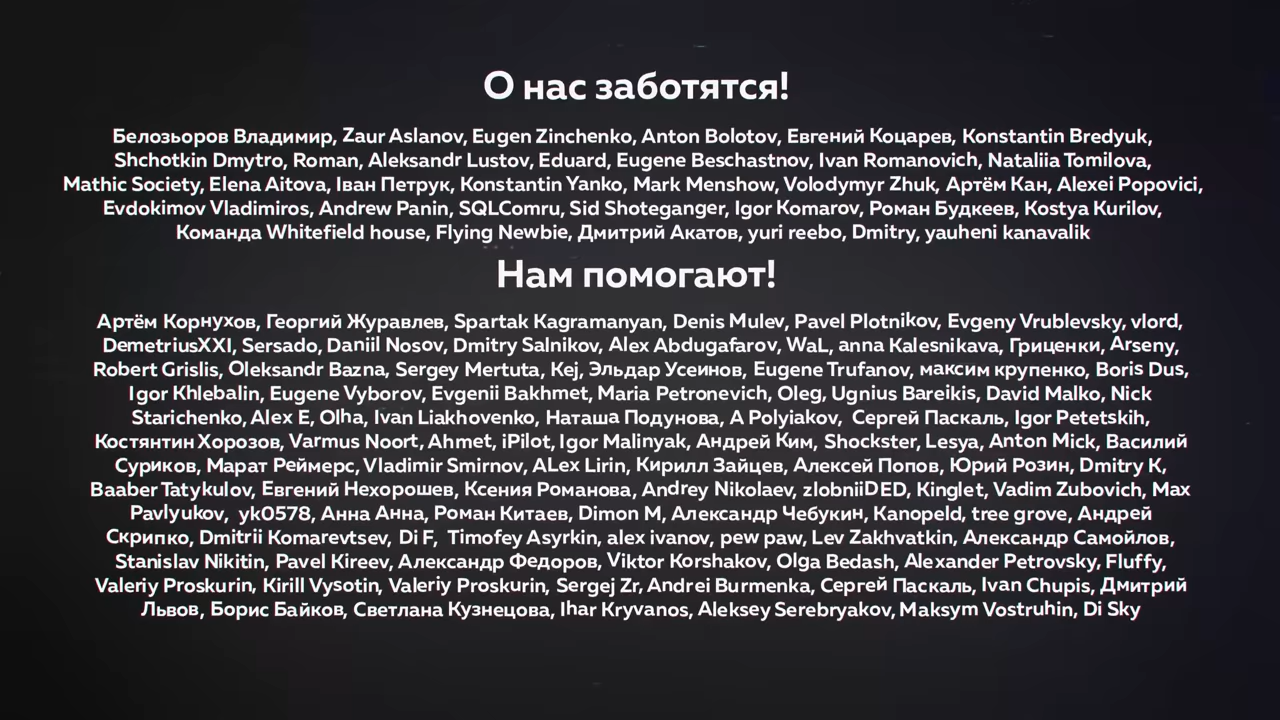 О нас заботятся!
Белозьоров Владимир, Zaur Aslanov, Eugen Zinchenko, Anton Bolotov, Евгений Коцарев, Konstantin Bredyuk,
Shchotkin Dmytro, Roman, Aleksandr Lustov, Eduard, Eugene Beschastnov, Ivan Romanovich, Nataliia Tomilova,
Mathic Society, Elena Aitova, Іван Петрук, Konstantin Yanko, Mark Menshow, Volodymyr Zhuk, Артём Кан, Alexei Popovici,
Evdokimov Vladimiros, Andrew Panin, SQLComru, Sid Shoteganger, Igor Komarov, Роман Будкеев, Kostya Kurilov,
Команда Whitefield house, Flying Newbie, Дмитрий Акатов, yuri reebo, Dmitry, yauheni kanavalik
Нам помогают!
Артём Корнухов, Георгий Журавлев, Spartak Kagramanyan, Denis Mulev, Pavel Plotnikov, Evgeny Vrublevsky, vlord,
DemetriusXXI, Sersado, Daniil Nosov, Dmitry Salnikov, Alex Abdugafarov, WaL, anna Kalesnikava, Гриценки, Arseny,
Robert Grislis, Oleksandr Bazna, Sergey Mertuta, Kej, Эльдар Усеинов, Eugene Trufanov, максим крупенко, Boris Dus,
Igor Khlebalin, Eugene Vyborov, Evgenii Bakhmet, Maria Petronevich, Oleg, Ugnius Bareikis, David Malko, Nick
Starichenko, Alex E, Olha, Ivan Liakhovenko, Наташа Подунова, A Polyiakov, Сергей Паскаль, Igor Petetskih,
Костянтин Хорозов, Varmus Noort, Ahmet, iPilot, Igor Malinyak, Андрей Ким, Shockster, Lesya, Anton Mick, Василий
Суриков, Марат Реймерс, Vladimir Smirnov, ALex Lirin, Кирилл Зайцев, Алексей Попов, Юрий Розин, Dmitry K,
Baaber Tatykulov, Евгений Нехорошев, Ксения Романова, Andrey Nikolaev, zlobniiDED, Kinglet, Vadim Zubovich, Max
Pavlyukov, yk0578, Анна Анна, Роман Китаев, Dimon M, Александр Чебукин, Kanopeld, tree grove, Андрей
Скрипко, Dmitrii Komarevtsev, Di F, Timofey Asyrkin, alex ivanov, pew paw, Lev Zakhvatkin, Александр Самойлов,
Stanislav Nikitin, Pavel Kireev, Александр Федоров, Viktor Korshakov, Olga Bedash, Alexander Petrovsky, Fluffy,
Valeriy Proskurin, Kirill Vysotin, Valeriy Proskurin, Sergej Zr, Andrei Burmenka, Сергей Паскаль, Ivan Chupis, Дмитрий
Львов, Борис Байков, Светлана Кузнецова, Ihar Kryvanos, Aleksey Serebryakov, Maksym Vostruhin, Di Sky